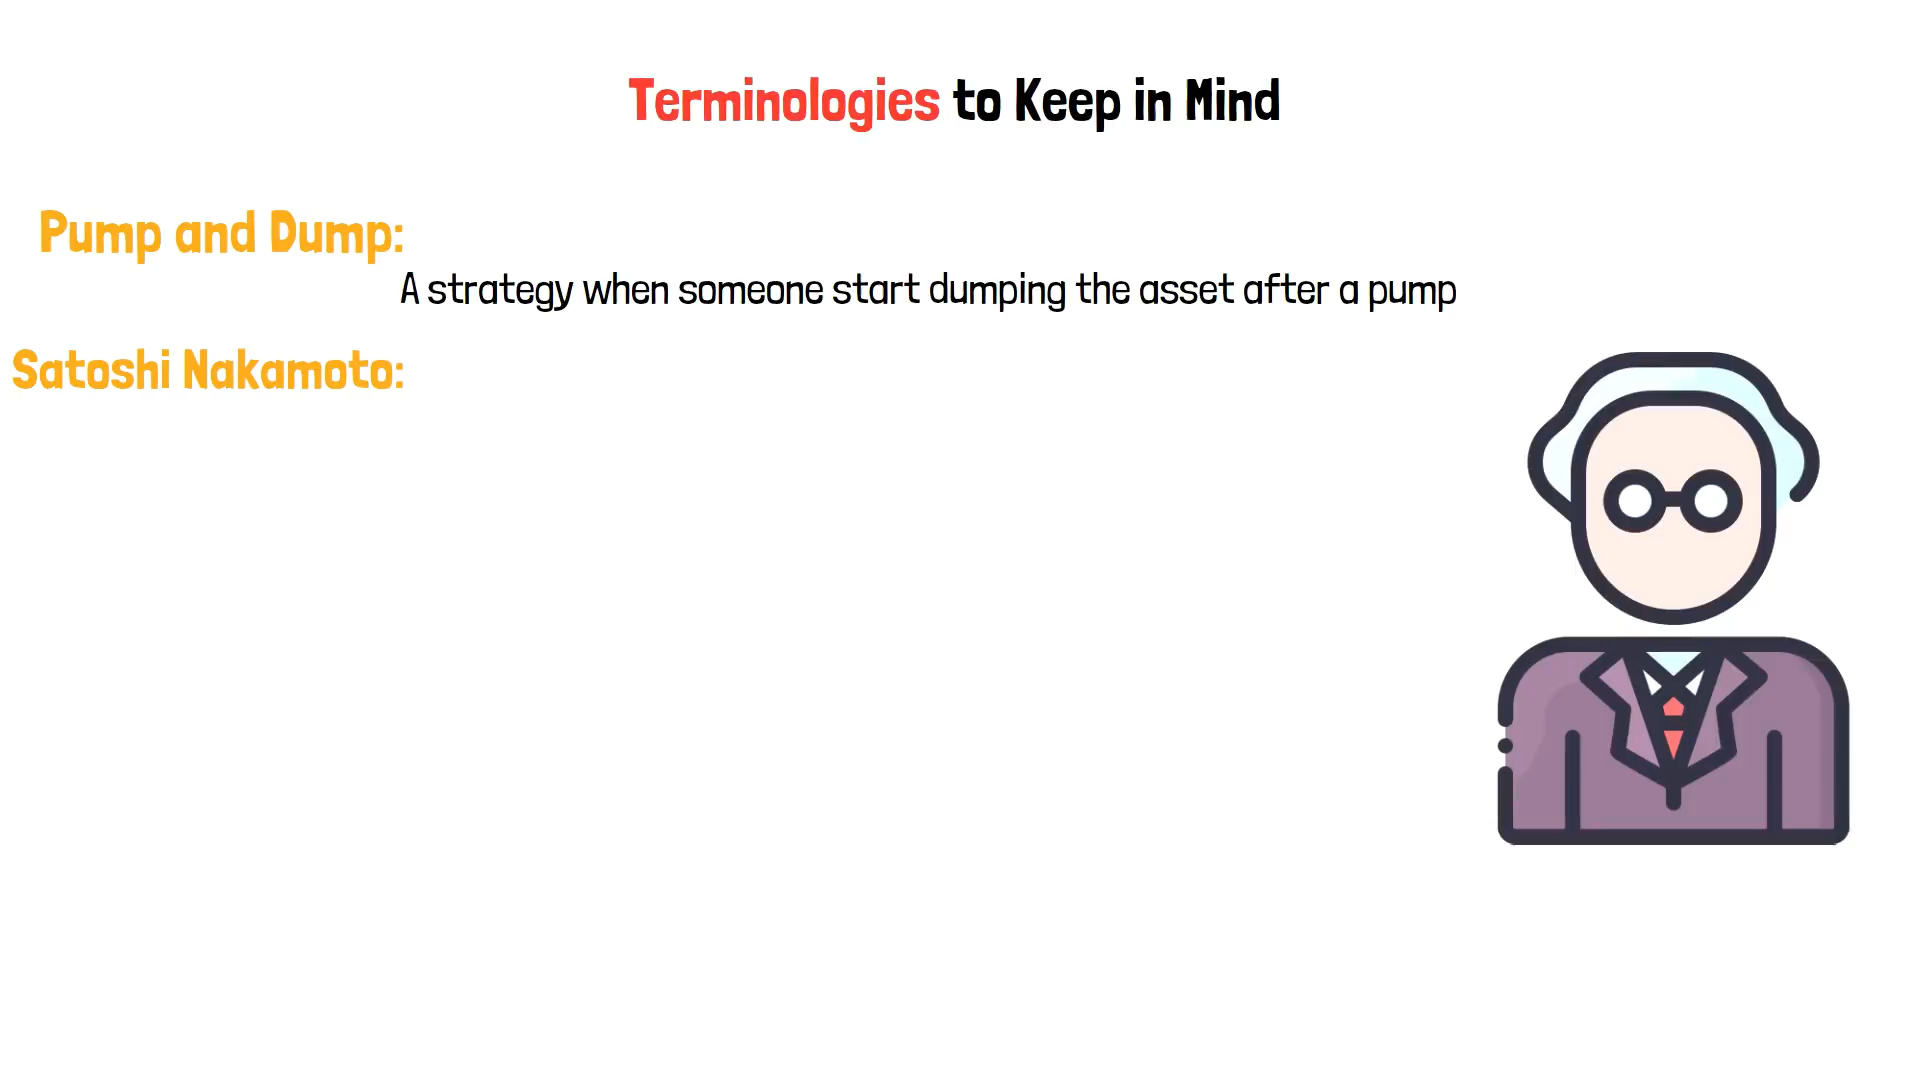 Terminologies to Keep in Mind
Pump and Dump:
A strategy when someone start dumping the asset after a pump
Satoshi Nakamoto: